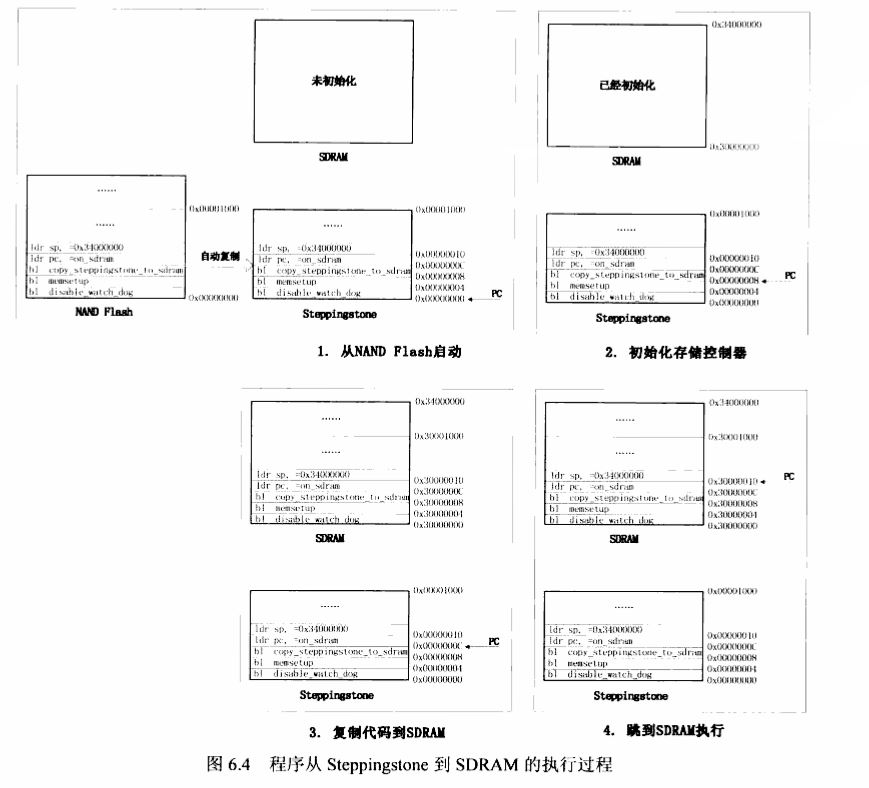 未初始化
SDRAM
......
......
ldr sp, =0x34000000
ldr pc, =on_sdram
bl copy_steppingstone_to_sdram
bl memsetup
bl disable_watch_dog
0x00001000
0x00000000
NAND Flash
自动复制
......
ldr sp, =0x34000000
ldr pc, =on_sdram
bl copy_steppingstone_to_sdram
bl memsetup
bl disable_watch_dog
0x00001000
0x00000010
0x0000000C
0x00000008
0x00000004
0x00000000
PC
Steppingstone
1. 从NAND Flash启动
已经初始化
0x34000000
0x30000000
SDRAM
......
ldr sp, =0x34000000
ldr pc, =on_sdram
bl copy_steppingstone_to_sdram
bl memsetup
bl disable_watch_dog
0x00001000
0x00000010
0x0000000C
0x00000008
0x00000004
0x00000000
PC
Steppingstone
2. 初始化存储控制器
......
......
ldr sp, =0x34000000
ldr pc, =on_sdram
bl copy_steppingstone_to_sdram
bl memsetup
bl disable_watch_dog
0x34000000
0x30001000
0x30000010
0x3000000C
0x30000008
0x30000004
0x30000000
SDRAM
......
ldr sp, =0x34000000
ldr pc, =on_sdram
bl copy_steppingstone_to_sdram
bl memsetup
bl disable_watch_dog
0x00001000
0x00000010
0x0000000C
0x00000008
0x00000004
0x00000000
PC
Steppingstone
3. 复制代码到SDRAM
......
......
ldr sp, =0x34000000
ldr pc, =on_sdram
bl copy_steppingstone_to_sdram
bl memsetup
bl disable_watch_dog
0x34000000
0x30001000
0x30000010
0x3000000C
0x30000008
0x30000004
0x30000000
PC
SDRAM
......
ldr sp, =0x34000000
ldr pc, =on_sdram
bl copy_steppingstone_to_sdram
bl memsetup
bl disable_watch_dog
0x00001000
0x00000010
0x0000000C
0x00000008
0x00000004
0x00000000
Steppingstone
4. 跳到SDRAM执行
图 6.4 程序从 Steppingstone 到 SDRAM 的执行过程